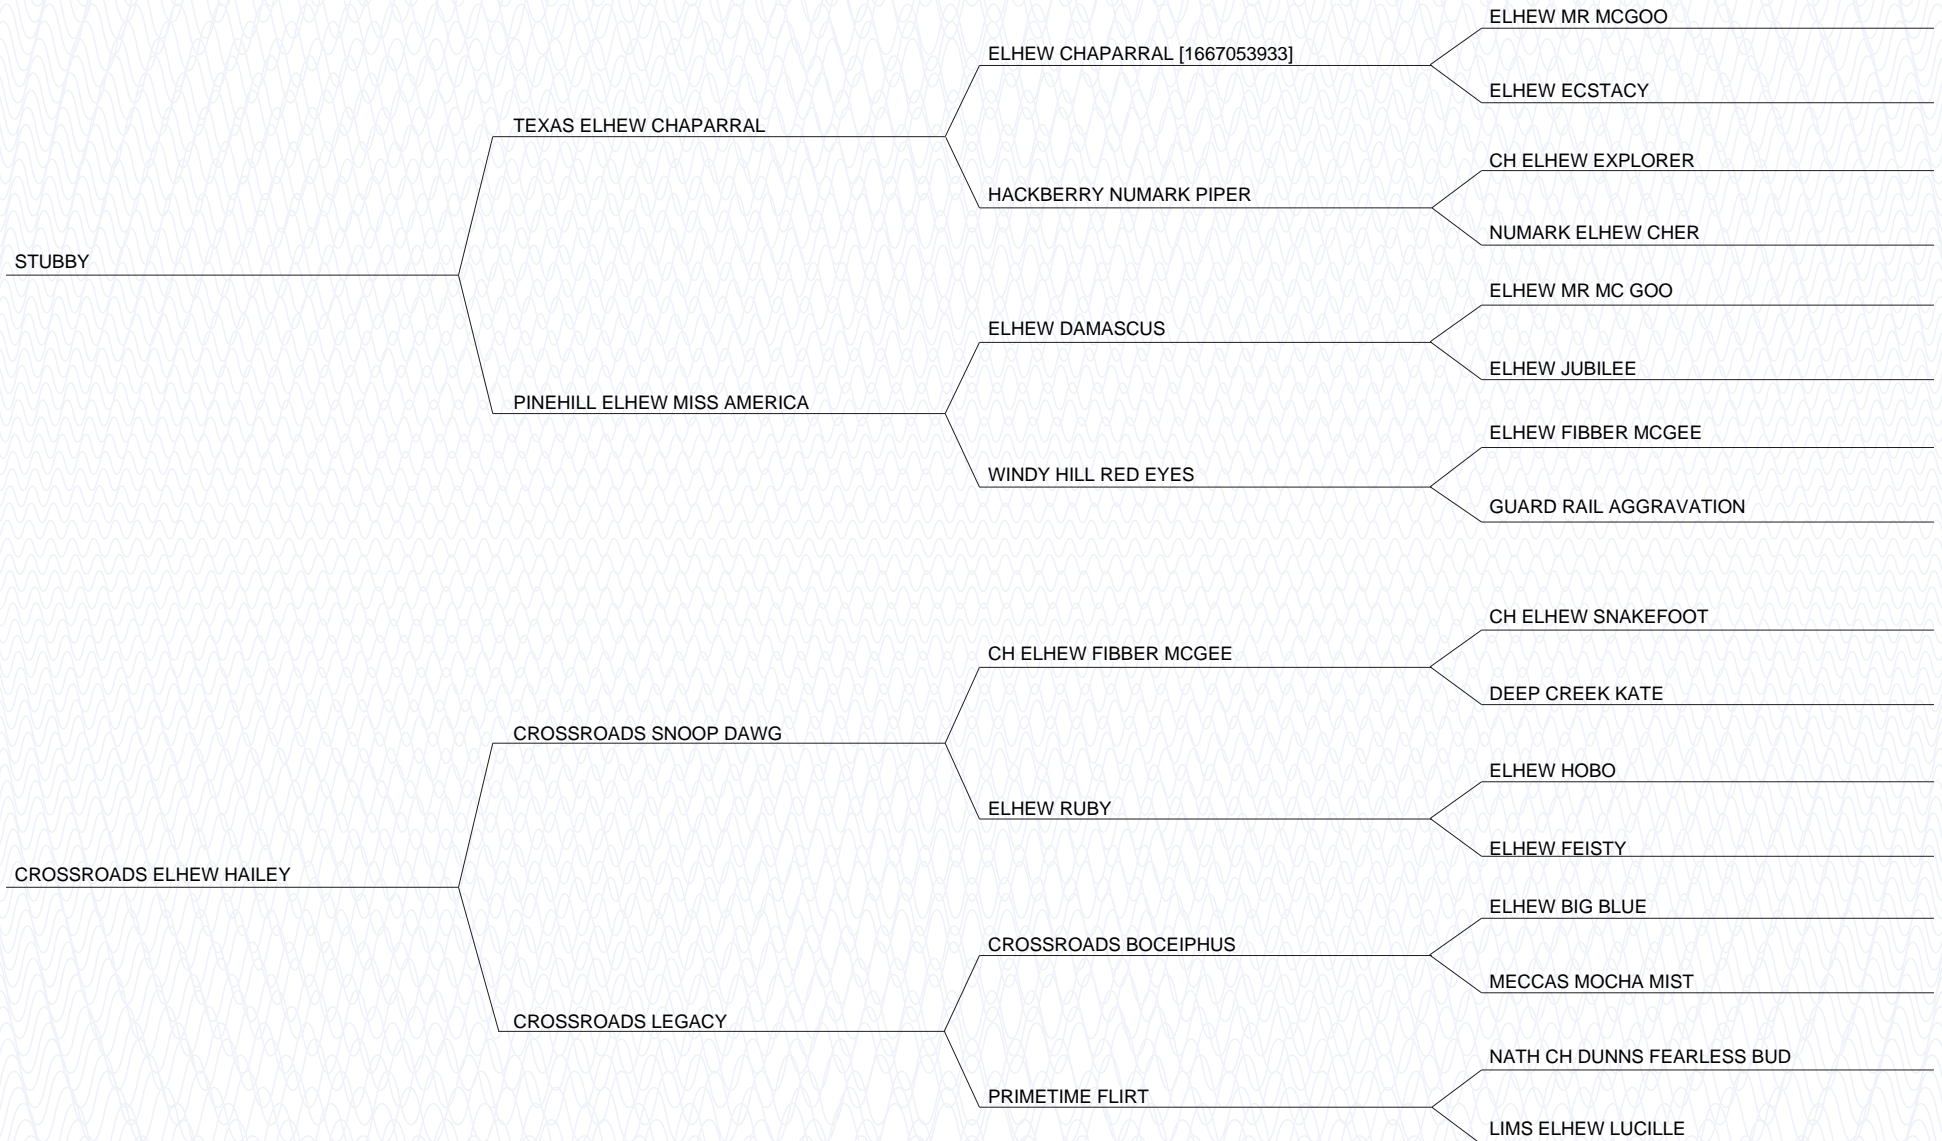 ELHEW MR MCGOO
ELHEW CHAPARRAL [1667053933]
ELHEW ECSTACY
TEXAS ELHEW CHAPARRAL
CH ELHEW EXPLORER
HACKBERRY NUMARK PIPER
NUMARK ELHEW CHER
STUBBY
ELHEW MR MC GOO
ELHEW DAMASCUS
ELHEW JUBILEE
PINEHILL ELHEW MISS AMERICA
ELHEW FIBBER MCGEE
WINDY HILL RED EYES
GUARD RAIL AGGRAVATION
CH ELHEW SNAKEFOOT
CH ELHEW FIBBER MCGEE
DEEP CREEK KATE
CROSSROADS SNOOP DAWG
ELHEW HOBO
ELHEW RUBY
ELHEW FEISTY
CROSSROADS ELHEW HAILEY
ELHEW BIG BLUE
CROSSROADS BOCEIPHUS
MECCAS MOCHA MIST
CROSSROADS LEGACY
NATH CH DUNNS FEARLESS BUD
PRIMETIME FLIRT
LIMS ELHEW LUCILLE